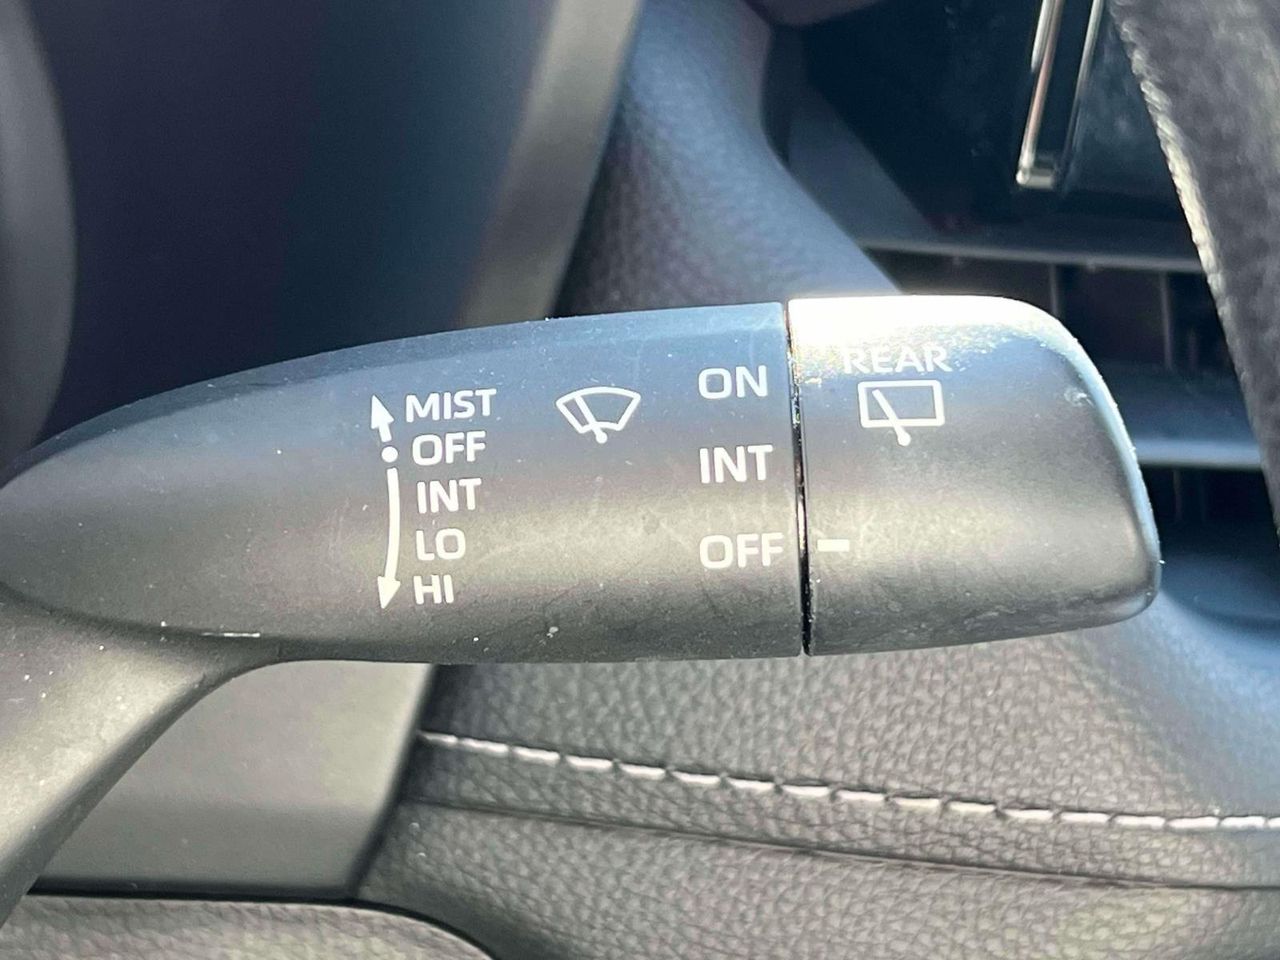 MIST
OFF
INT
LO
HI
ON
INT
OFF
REAR